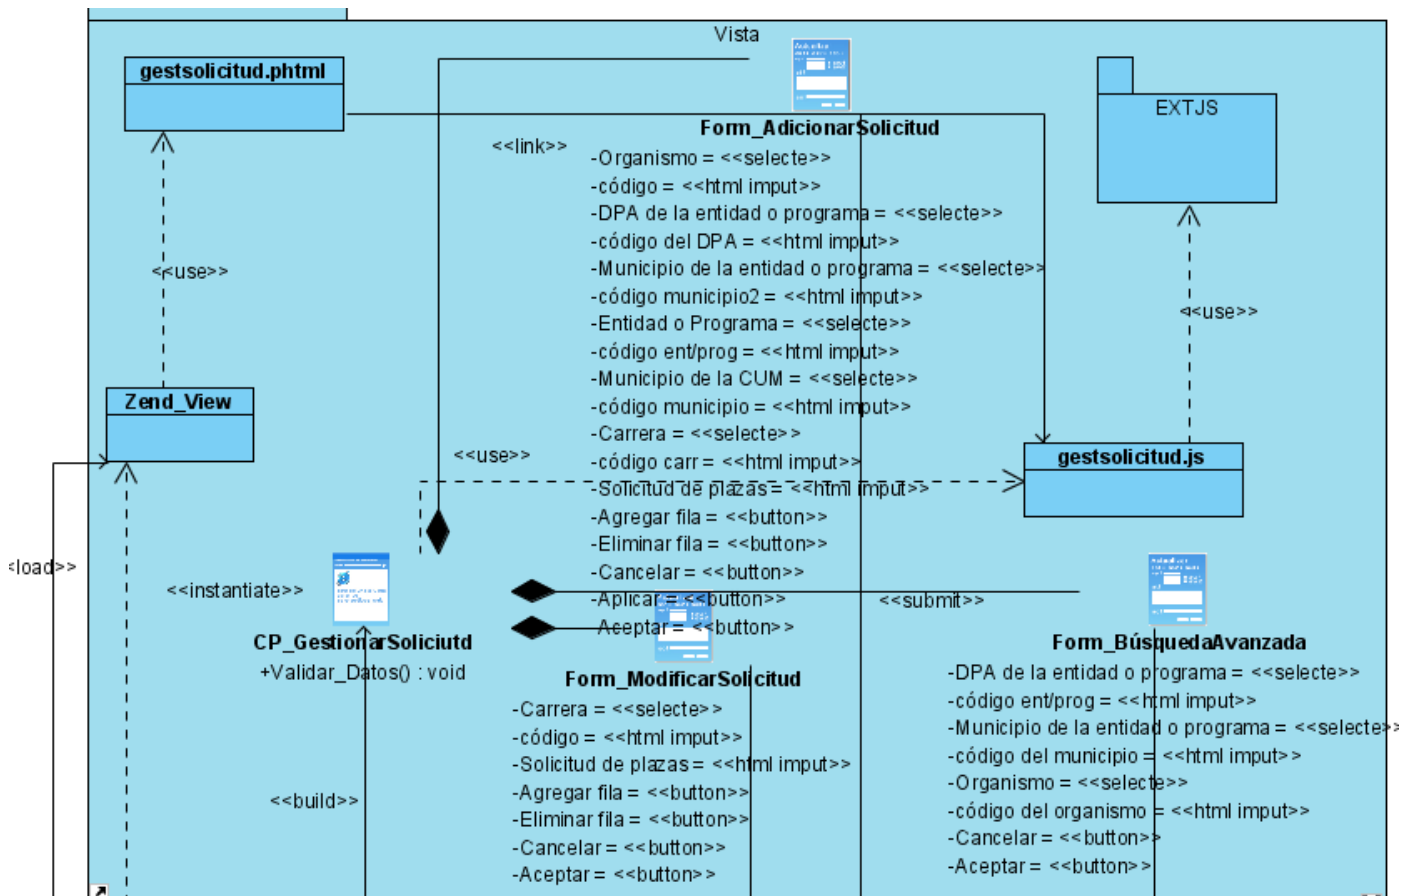 Vista
gestsolicitud.phtml
EXTJS
Form_AdicionarSolicitud
<<link>>
-Organismo = <<selecte>>
-código = <<html imput>>
-DPA de la entidad o programa = <<selecte>>
-código del DPA = <<html imput>>
-Municipio de la entidad o programa = <<selecte>>
-código municipio2 = <<html imput>>
-Entidad o Programa = <<selecte>>
-código ent/prog = <<html imput>>
-Municipio de la CUM = <<selecte>>
-código municipio = <<html imput>>
-Carrera = <<selecte>>
-código carr = <<html imput>>
-Solicitud de plazas = <<html imput>>
-Agregar fila = <<button>>
-Eliminar fila = <<button>>
-Cancelar = <<button>>
-Aplicar = <<button>>
-Aceptar = <<button>>
<<use>>
<<use>>
Zend_View
<<use>>
gestsolicitud.js
<load>>
<<instantiate>>
<<submit>>
CP_GestionarSoliciutd
+Validar_Datos() : void
Form_ModificarSolicitud
-Carrera = <<selecte>>
-código = <<html imput>>
-Solicitud de plazas = <<html imput>>
-Agregar fila = <<button>>
-Eliminar fila = <<button>>
-Cancelar = <<button>>
-Aceptar = <<button>>
<<build>>
Form_BúsquedaAvanzada
-DPA de la entidad o programa = <<selecte>>
-código ent/prog = <<html imput>>
-Municipio de la entidad o programa = <<selecte>>
-código del municipio = <<html imput>>
-Organismo = <<selecte>>
-código del organismo = <<html imput>>
-Cancelar = <<button>>
-Aceptar = <<button>>